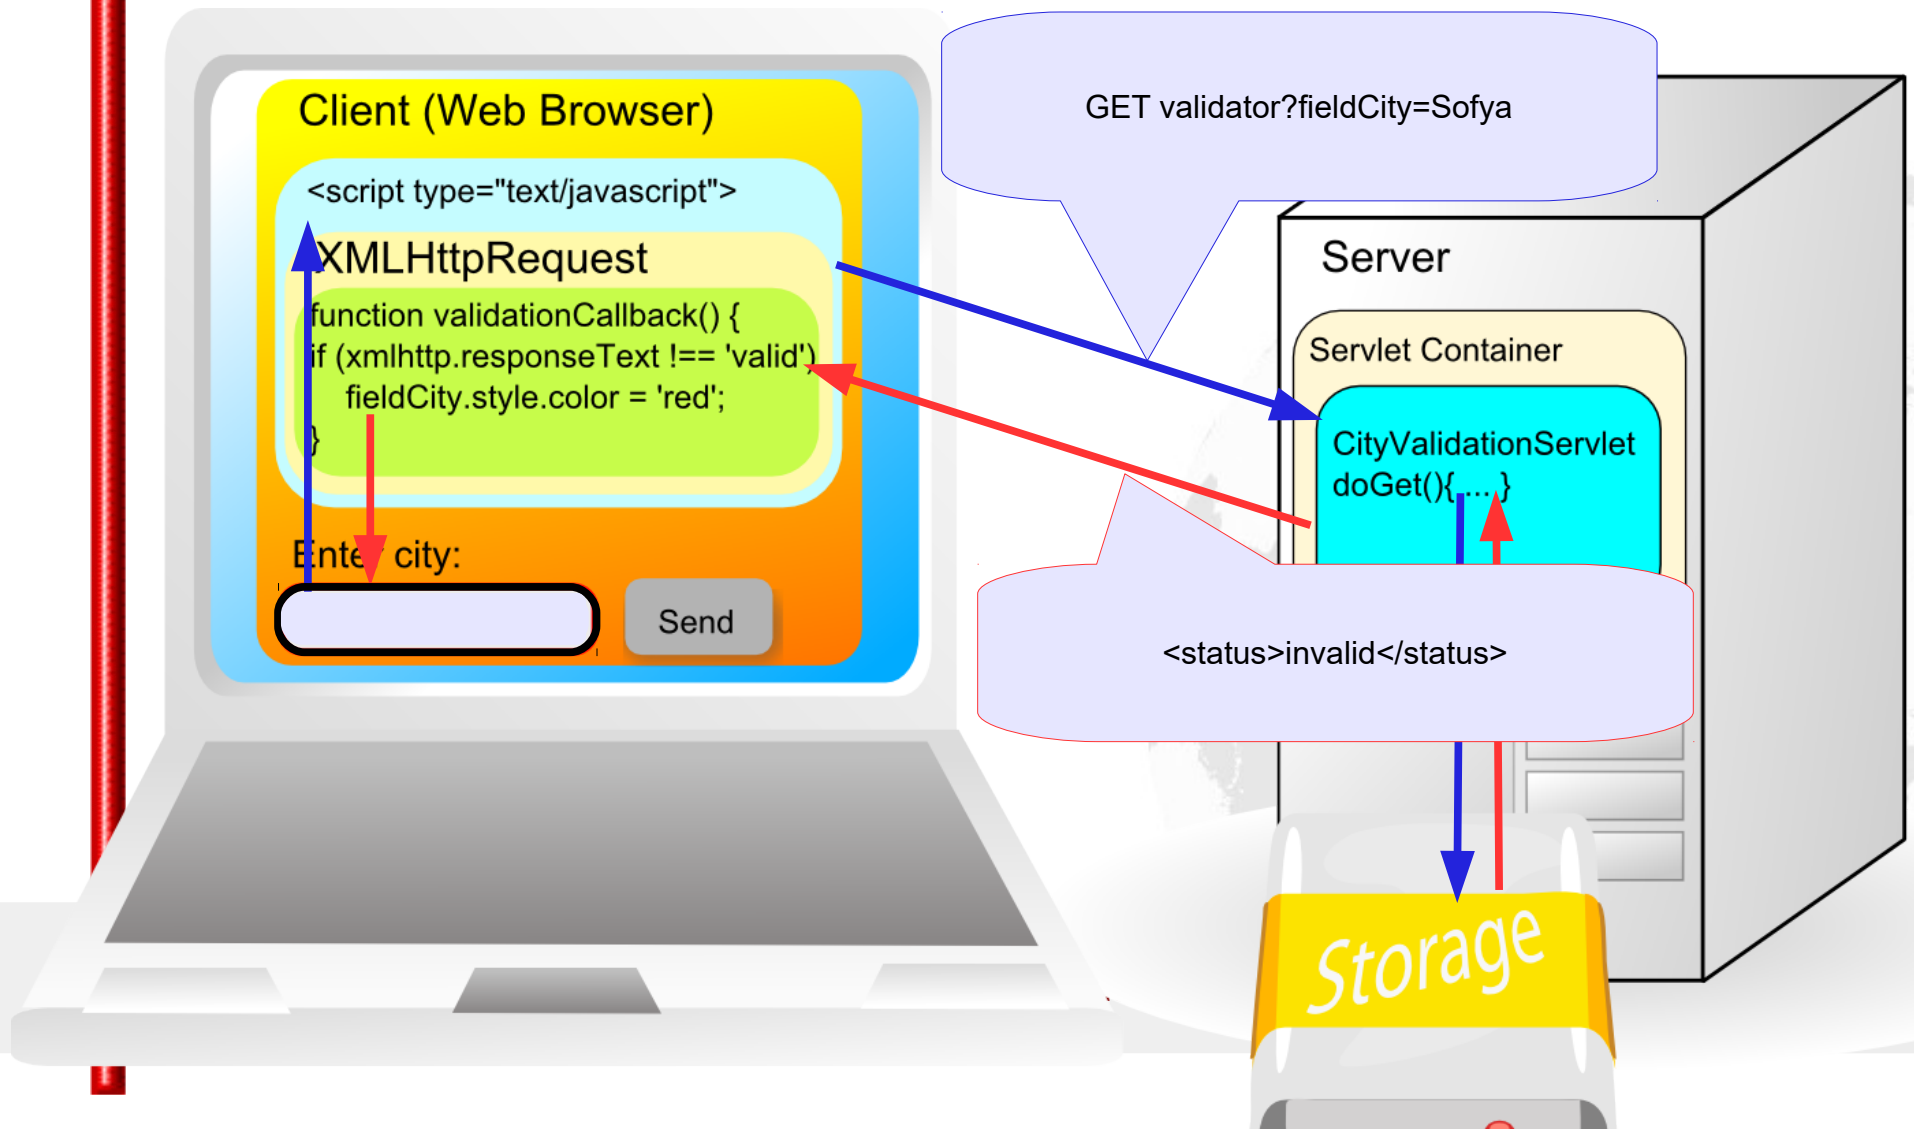 Client (Web Browser)
<script type="text/javascript">
XMLHttpRequest
function validationCallback() {
if (xmlhttp.responseText !== 'valid')
fieldCity.style.color = 'red';
}
Enter city:
Send
GET validator?fieldCity=Sofya
Server
Servlet Container
CityValidationServlet
doGet(){ ... }
<status>invalid</status>
Storage